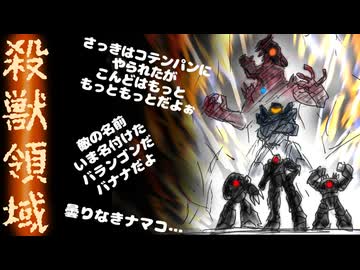 殺獣領域
さっきはコテンパンに
やられたが
こんどはもっと
もっともっとだよぉ
敵の名前
いま名付けた
バランゴンだ
バナナだよ
曇りなきナマコ…